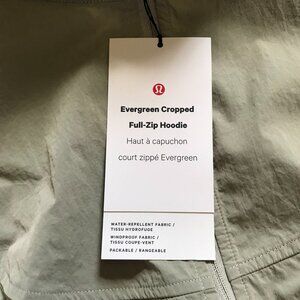 Evergreen Cropped
Full-Zip Hoodie
Haut à capuchon
court zippé Evergreen
WATER-REPELLENT FABRIC /
TISSU HYDROFUGE
WINDPROOF FABRIC /
TISSU COUPE-VENT
PACKABLE / RANGEABLE